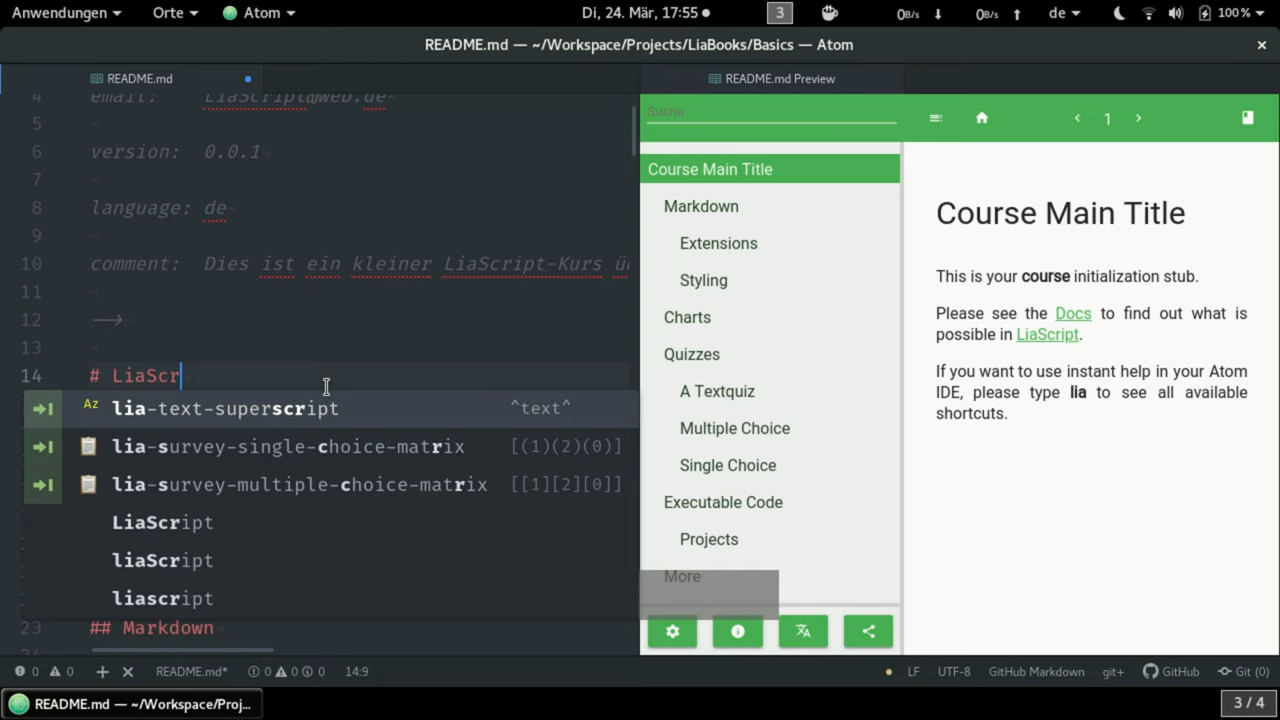 Anwendungen Orte Atom Di, 24. Mär, 17:55 3 0B/s 0B/s de 100 %
README.md — ~/Workspace/Projects/LiaBooks/Basics — Atom
README.md
README.md Preview
4 email: LiaScript@web.de
5
6 version: 0.0.1
7
8 language: de
9
10 comment: Dies ist ein kleiner LiaScript-Kurs
11
12 -->
13
14 # LiaScr
lia-text-superscript ^text^
lia-survey-single-choice-matrix [(1)(2)(0)]
lia-survey-multiple-choice-matrix [[1][2][0]]
LiaScript
liaScript
liascript
23 ## Markdown
Suche
1
Course Main Title
Markdown
Extensions
Styling
Charts
Quizzes
A Textquiz
Multiple Choice
Single Choice
Executable Code
Projects
More
Course Main Title
This is your course initialization stub.
Please see the Docs to find out what is
possible in LiaScript.
If you want to use instant help in your Atom
IDE, please type lia to see all available
shortcuts.
0 0 README.md* 0 0 0 14:9 LF UTF-8 GitHub Markdown git+ GitHub Git (0)
README.md — ~/Workspace/Proj... 3 / 4